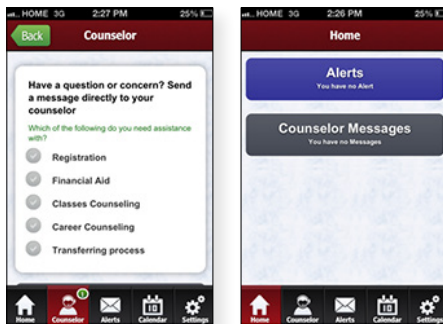 HOME 3G 2:27 PM 25%
Back Counselor
Have a question or concern? Send
a message directly to your
counselor
Which of the following do you need assistance
with?
Registration
Financial Aid
Classes Counseling
Career Counseling
Transferring process
Home Counselor Alerts Calendar Settings
HOME 3G 2:26 PM 25%
Home
Alerts
You have no Alert
Counselor Messages
You have no Messages
Home Counselor Alerts Calendar Settings